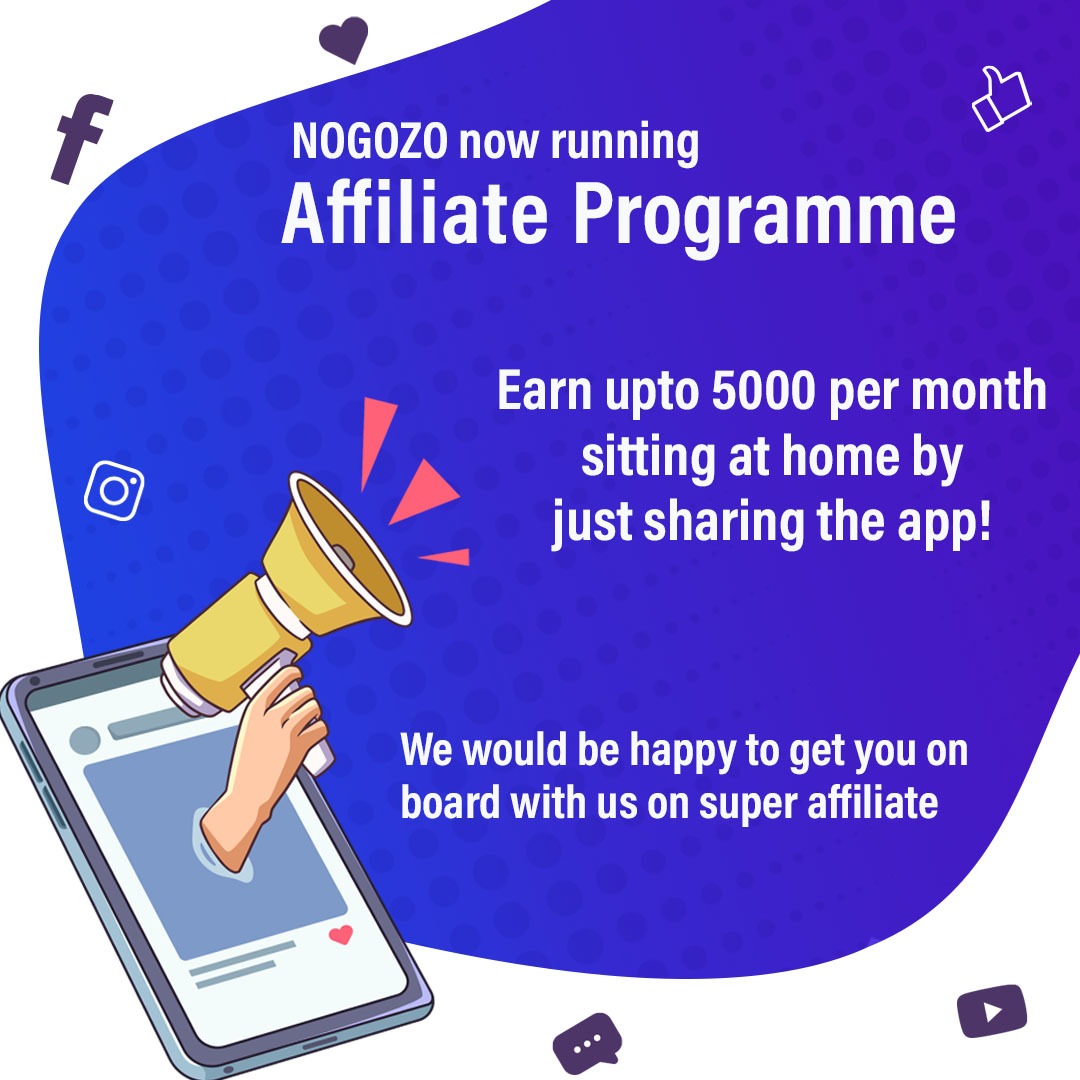 NOGOZO now running
Affiliate Programme
Earn upto 5000 per month
sitting at home by
just sharing the app!
We would be happy to get you on
board with us on super affiliate